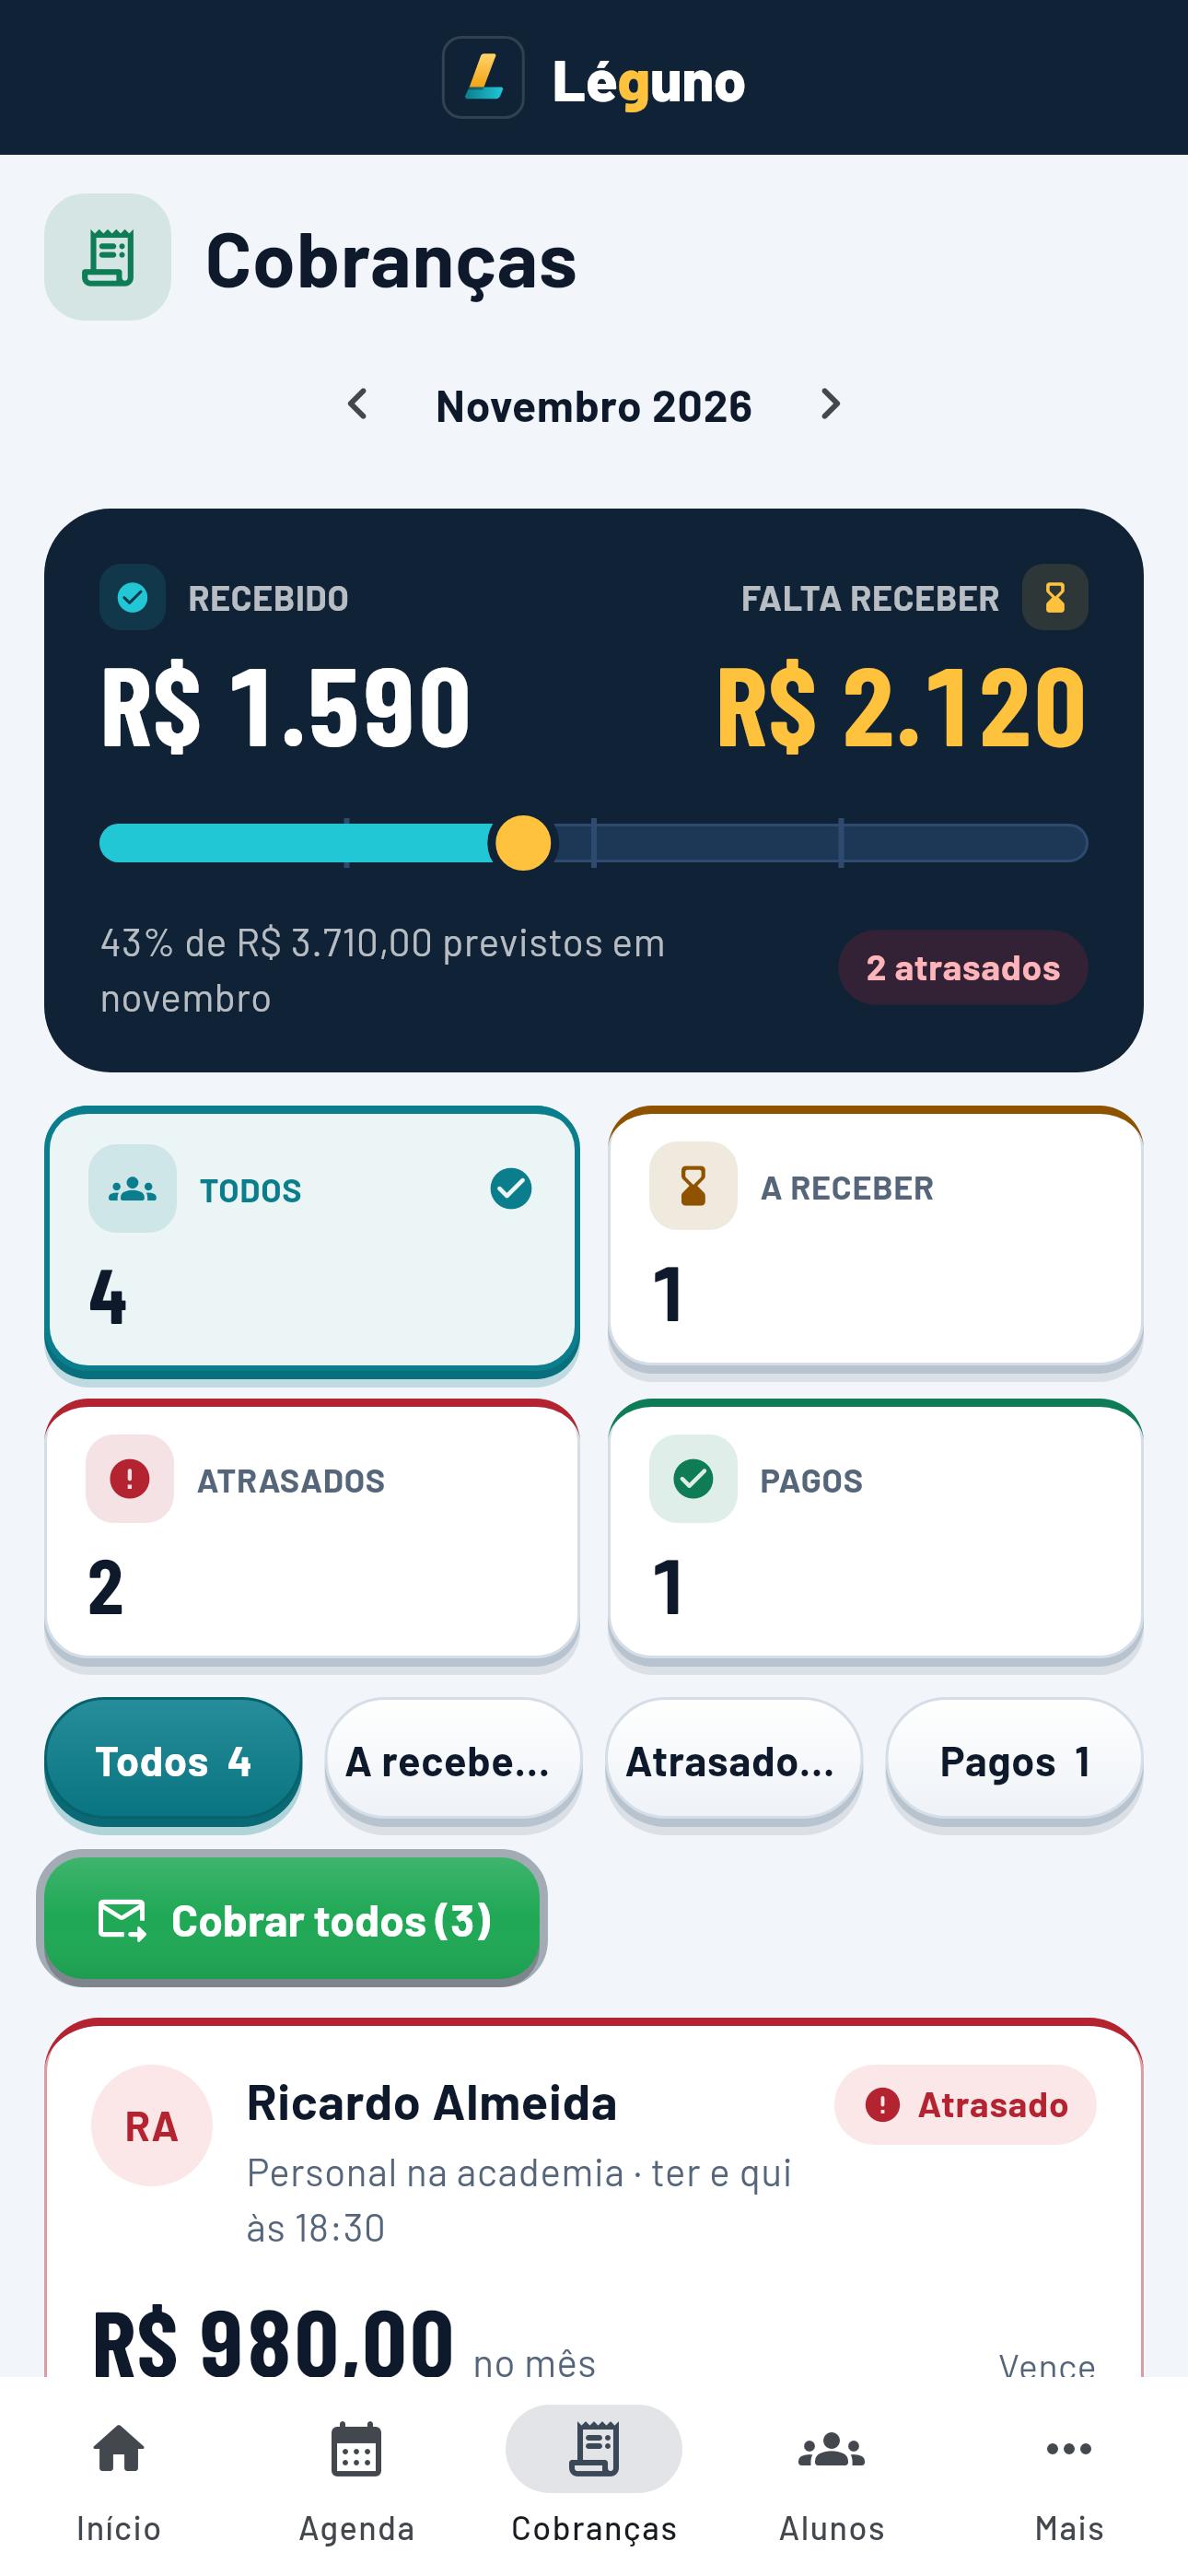 Léguno
Cobranças
Novembro 2026
RECEBIDO
FALTA RECEBER
R$ 1.590
R$ 2.120
43% de R$ 3.710,00 previstos em
novembro
2 atrasados
TODOS
4
A RECEBER
1
ATRASADOS
2
PAGOS
1
Todos 4
A recebe...
Atrasado...
Pagos 1
Cobrar todos (3)
RA
Ricardo Almeida
Atrasado
Personal na academia · ter e qui
às 18:30
R$ 980,00 no mês
Vence
Início
Agenda
Cobranças
Alunos
Mais